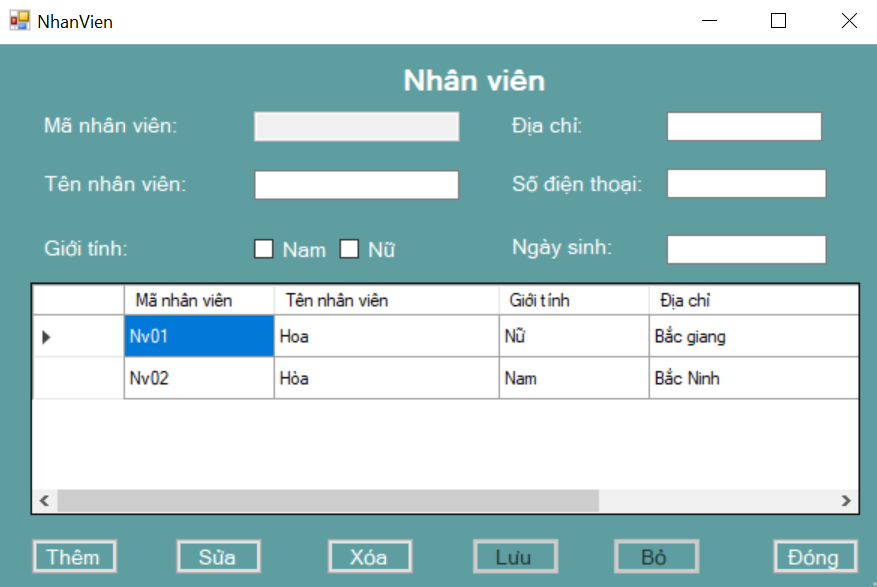 NhanVien
Nhân viên
Mã nhân viên: Địa chỉ:
Tên nhân viên: Số điện thoại:
Giới tính: Nam Nữ Ngày sinh:
Mã nhân viên Tên nhân viên Giới tính Địa chỉ
Nv01 Hoa Nữ Bắc giang
Nv02 Hòa Nam Bắc Ninh
Thêm Sửa Xóa Lưu Bỏ Đóng